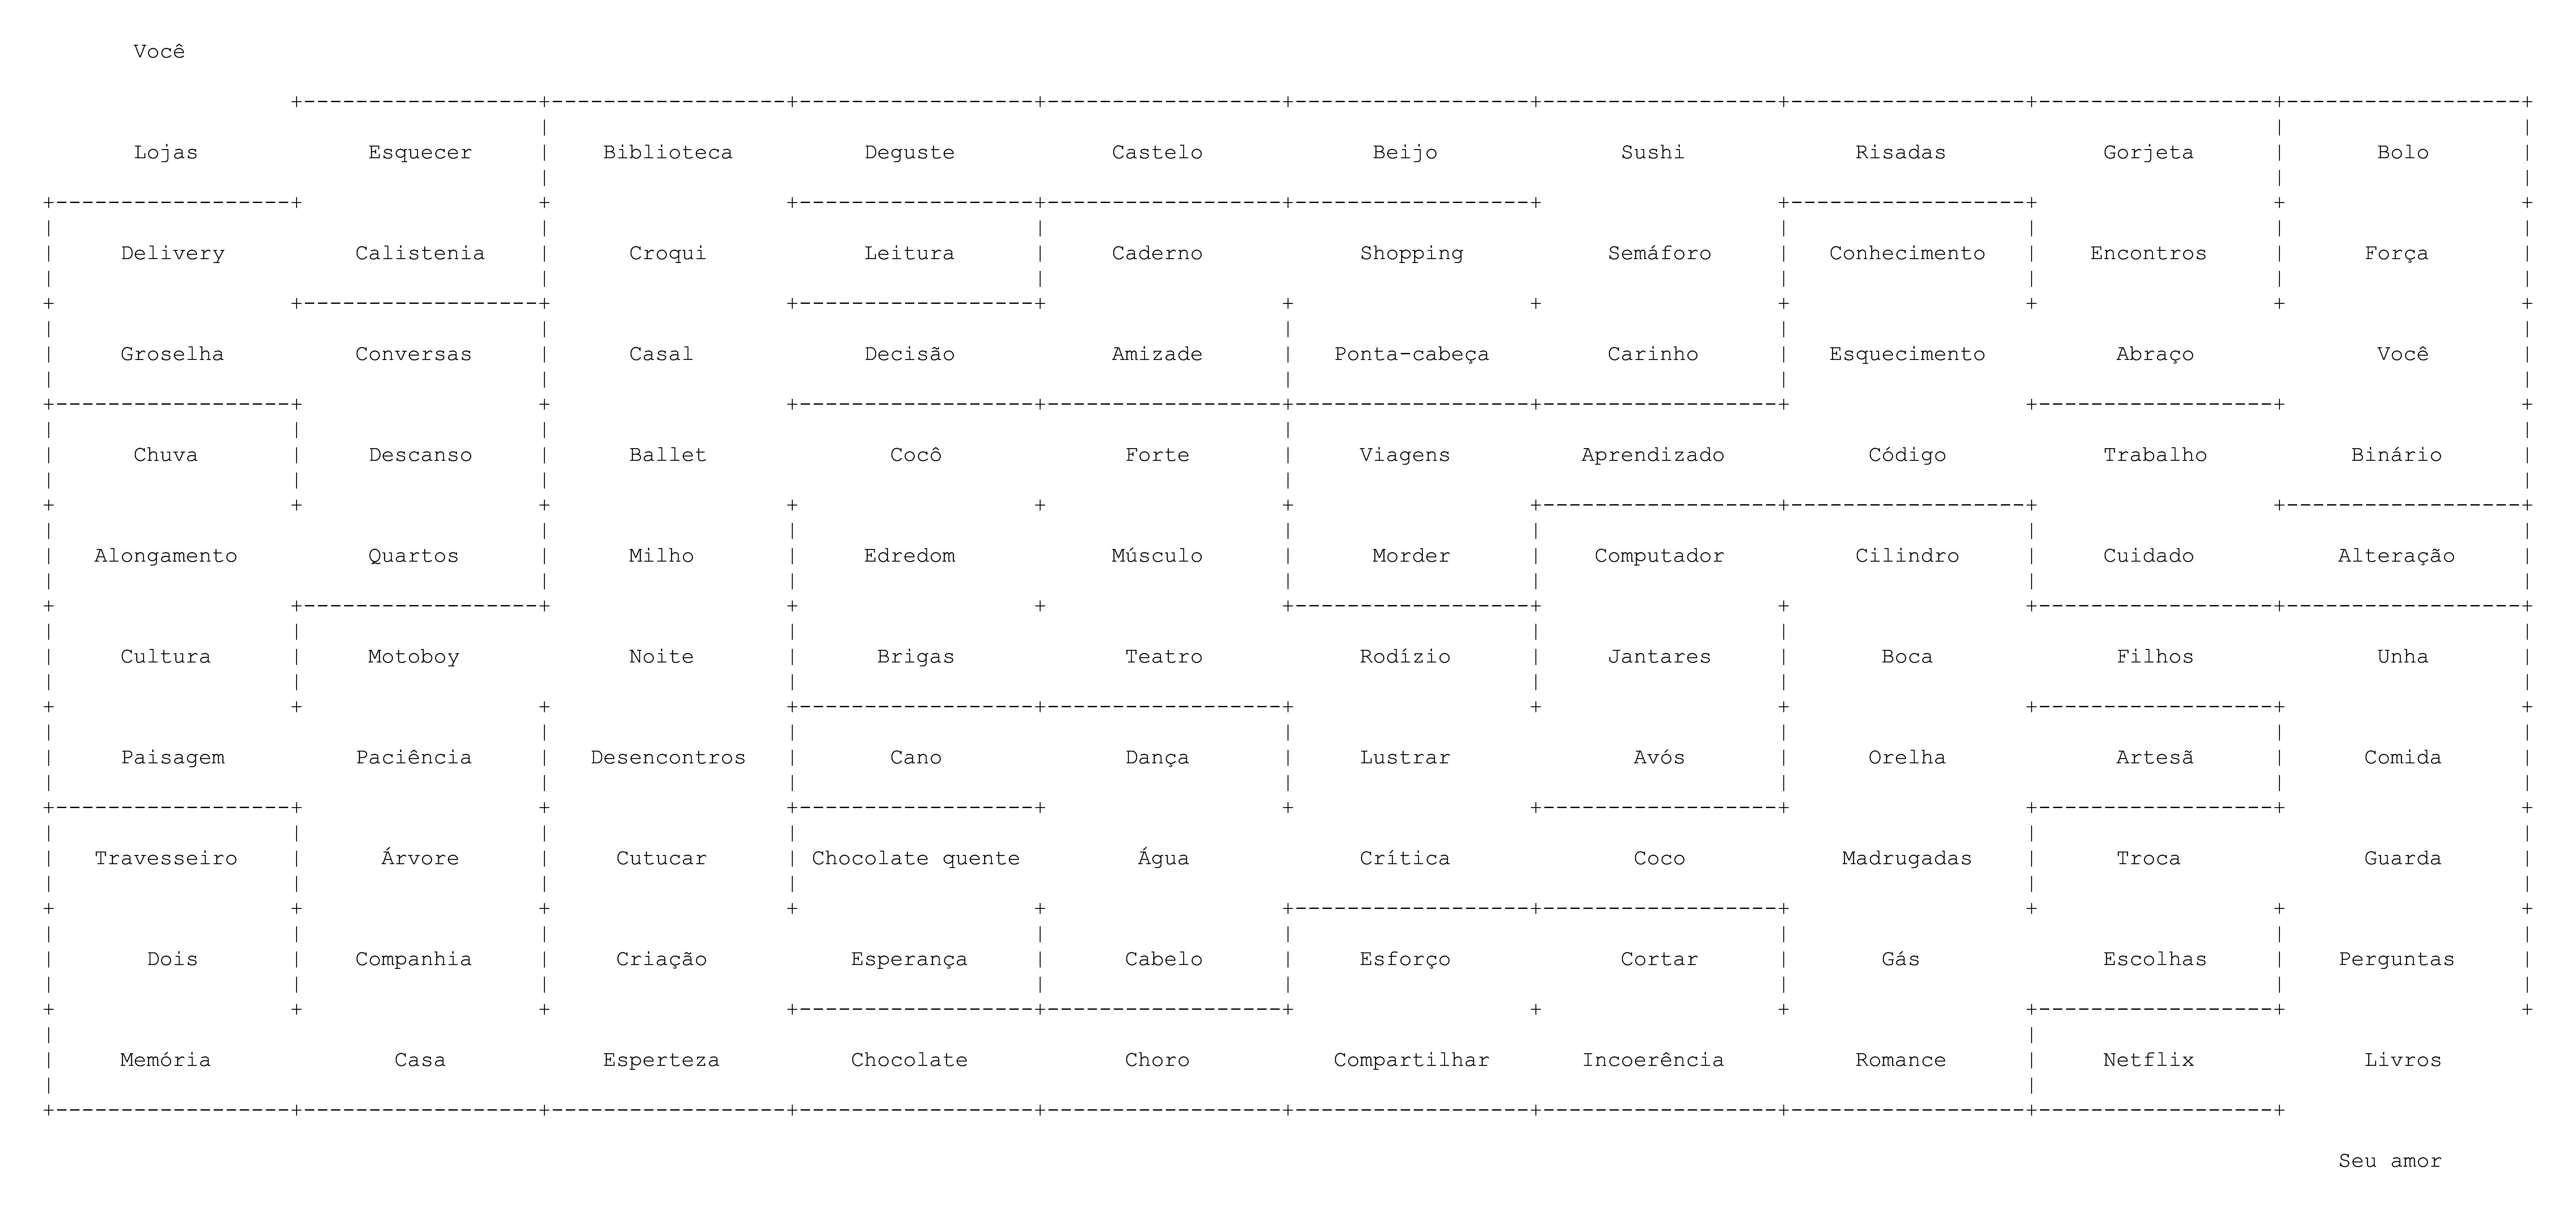 Você
Lojas Esquecer Biblioteca Deguste Castelo Beijo Sushi Risadas Gorjeta Bolo
Delivery Calistenia Croqui Leitura Caderno Shopping Semáforo Conhecimento Encontros Força
Groselha Conversas Casal Decisão Amizade Ponta-cabeça Carinho Esquecimento Abraço Você
Chuva Descanso Ballet Cocô Forte Viagens Aprendizado Código Trabalho Binário
Alongamento Quartos Milho Edredom Músculo Morder Computador Cilindro Cuidado Alteração
Cultura Motoboy Noite Brigas Teatro Rodízio Jantares Boca Filhos Unha
Paisagem Paciência Desencontros Cano Dança Lustrar Avós Orelha Artesã Comida
Travesseiro Árvore Cutucar Chocolate quente Água Crítica Coco Madrugadas Troca Guarda
Dois Companhia Criação Esperança Cabelo Esforço Cortar Gás Escolhas Perguntas
Memória Casa Esperteza Chocolate Choro Compartilhar Incoerência Romance Netflix Livros
Seu amor